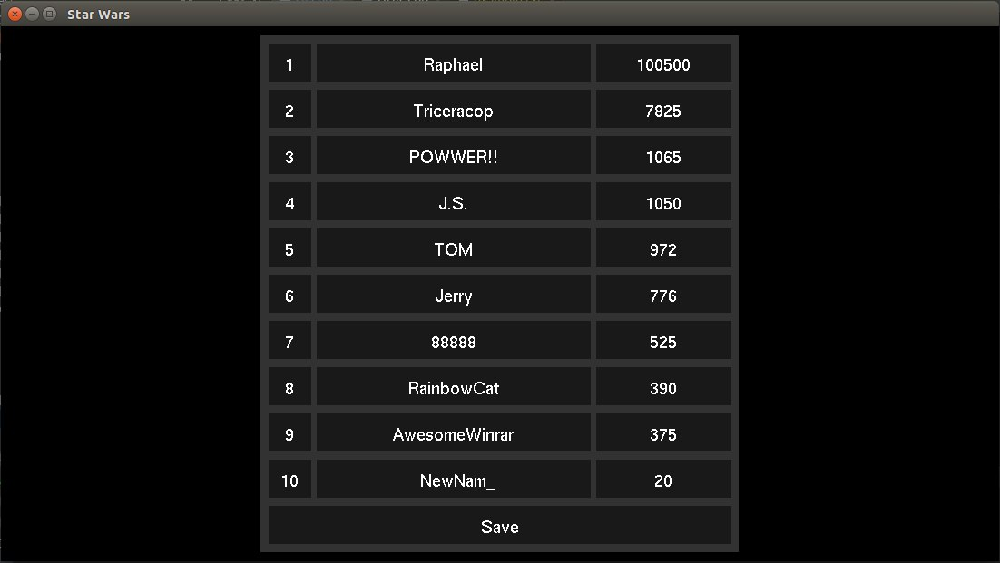 Star Wars
1 Raphael 100500
2 Triceracop 7825
3 POWWER!! 1065
4 J.S. 1050
5 TOM 972
6 Jerry 776
7 88888 525
8 RainbowCat 390
9 AwesomeWinrar 375
10 NewNam_ 20
Save